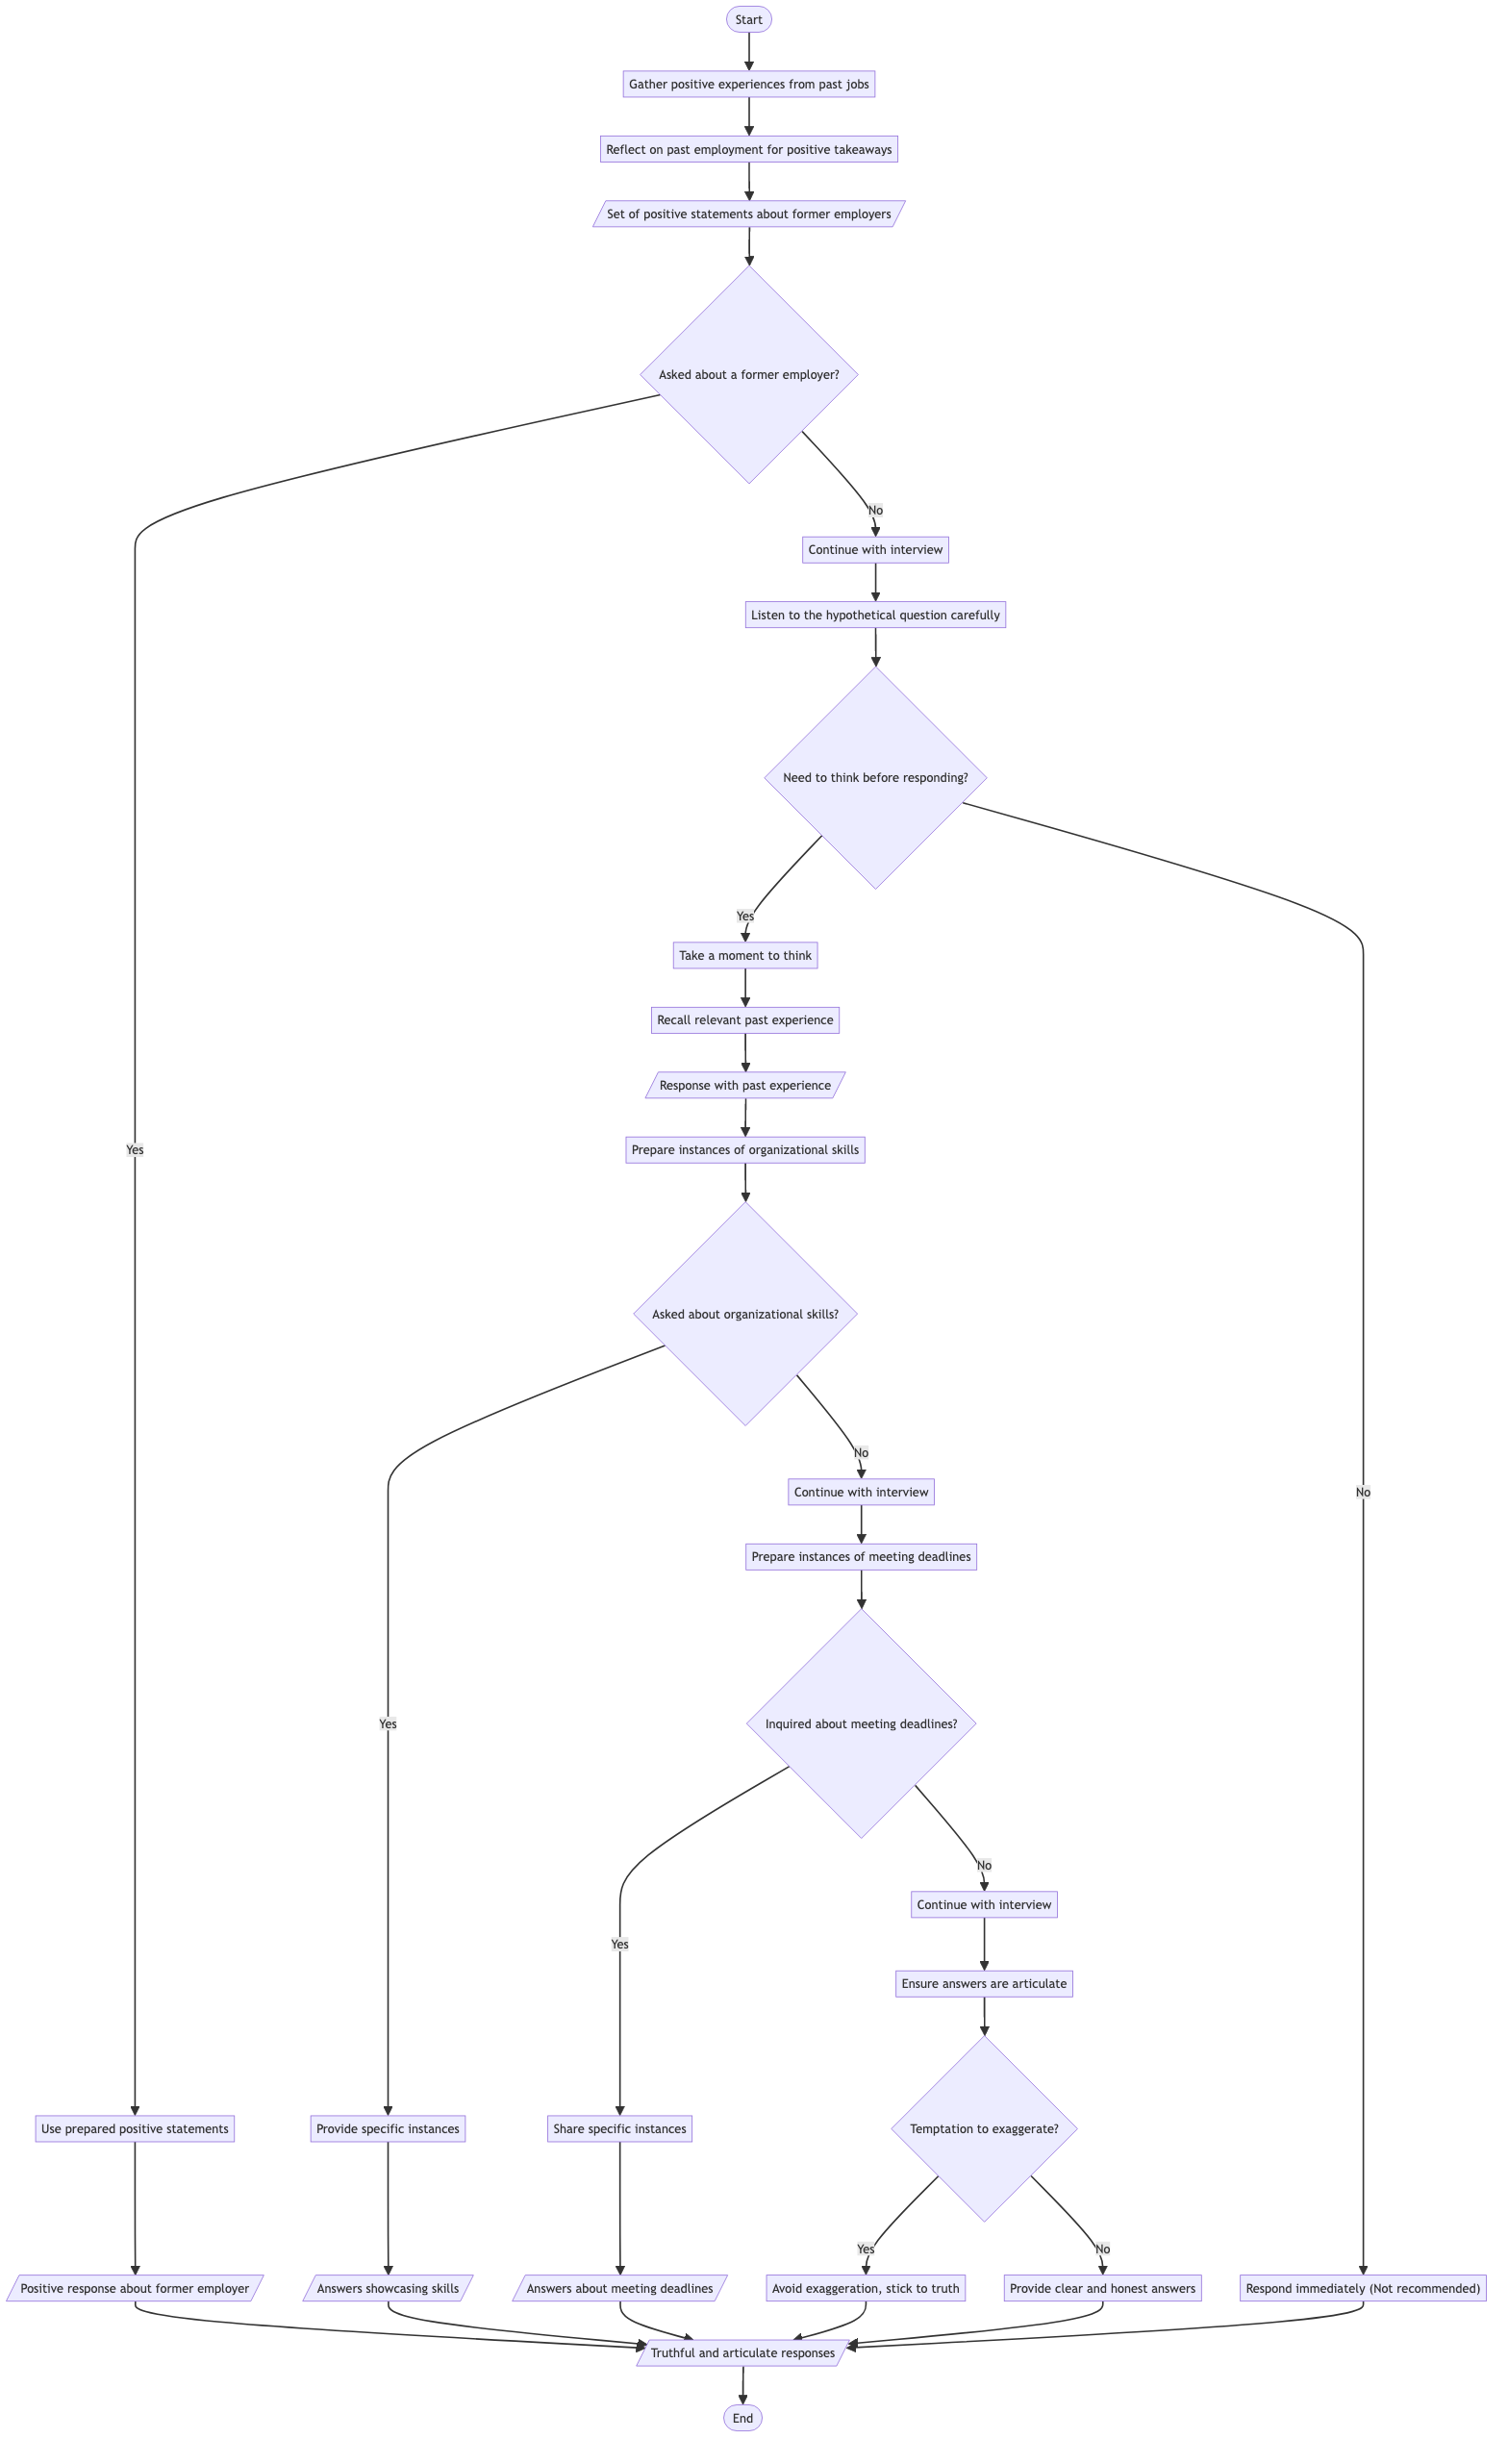 Start
Gather positive experiences from past jobs
Reflect on past employment for positive takeaways
Set of positive statements about former employers
Asked about a former employer?
No
Continue with interview
Listen to the hypothetical question carefully
Need to think before responding?
Yes
Take a moment to think
Recall relevant past experience
Response with past experience
Yes
Prepare instances of organizational skills
Asked about organizational skills?
No
Continue with interview
No
Prepare instances of meeting deadlines
Yes
Inquired about meeting deadlines?
No
Continue with interview
Yes
Ensure answers are articulate
Use prepared positive statements
Provide specific instances
Share specific instances
Temptation to exaggerate?
Yes
No
Positive response about former employer
Answers showcasing skills
Answers about meeting deadlines
Avoid exaggeration, stick to truth
Provide clear and honest answers
Respond immediately (Not recommended)
Truthful and articulate responses
End